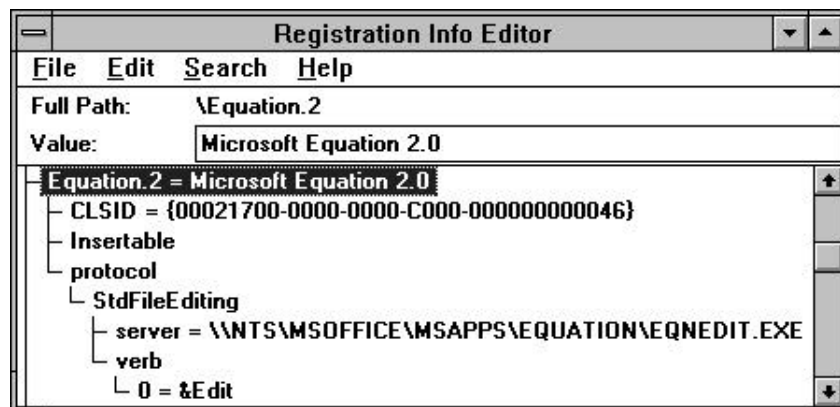 Registration Info Editor
File Edit Search Help
Full Path: \Equation.2
Value: Microsoft Equation 2.0
Equation.2 = Microsoft Equation 2.0
CLSID = {00021700-0000-0000-C000-000000000046}
Insertable
protocol
StdFileEditing
server = \\NTS\MSOFFICE\MSAPPS\EQUATION\EQNEDIT.EXE
verb
0 = &Edit